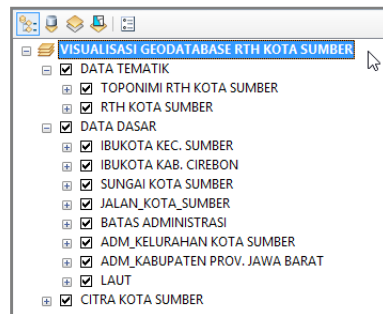 VISUALISASI GEODATABASE RTH KOTA SUMBER
DATA TEMATIK
TOPONIMI RTH KOTA SUMBER
RTH KOTA SUMBER
DATA DASAR
IBUKOTA KEC. SUMBER
IBUKOTA KAB. CIREBON
SUNGAI KOTA SUMBER
JALAN_KOTA_SUMBER
BATAS ADMINISTRASI
ADM_KELURAHAN KOTA SUMBER
ADM_KABUPATEN PROV. JAWA BARAT
LAUT
CITRA KOTA SUMBER